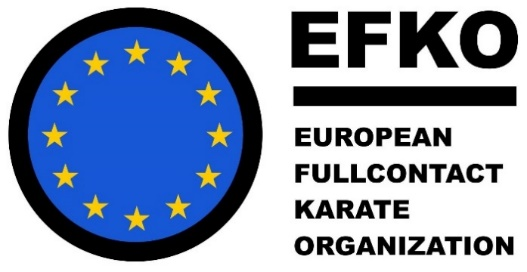 EFKO
EUROPEAN
FULLCONTACT
KARATE
ORGANIZATION